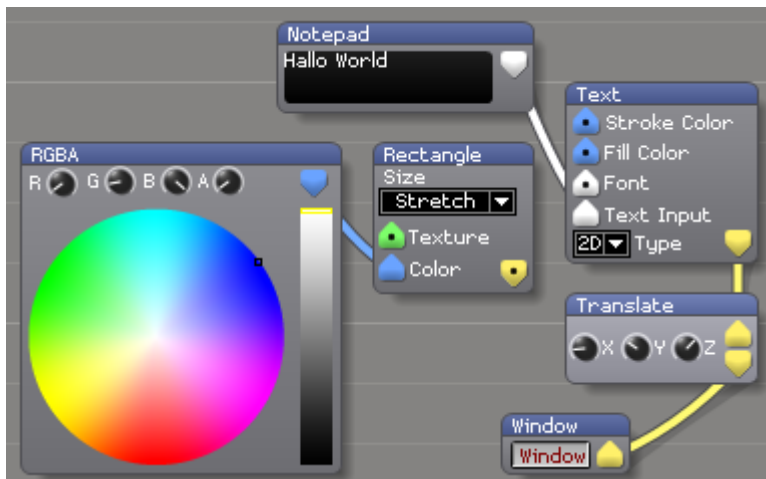 Notepad
Hallo World
Text
Stroke Color
Fill Color
Font
Text Input
2D Type
RGBA
R G B A
Rectangle
Size
Stretch
Texture
Color
Translate
X Y Z
Window
Window